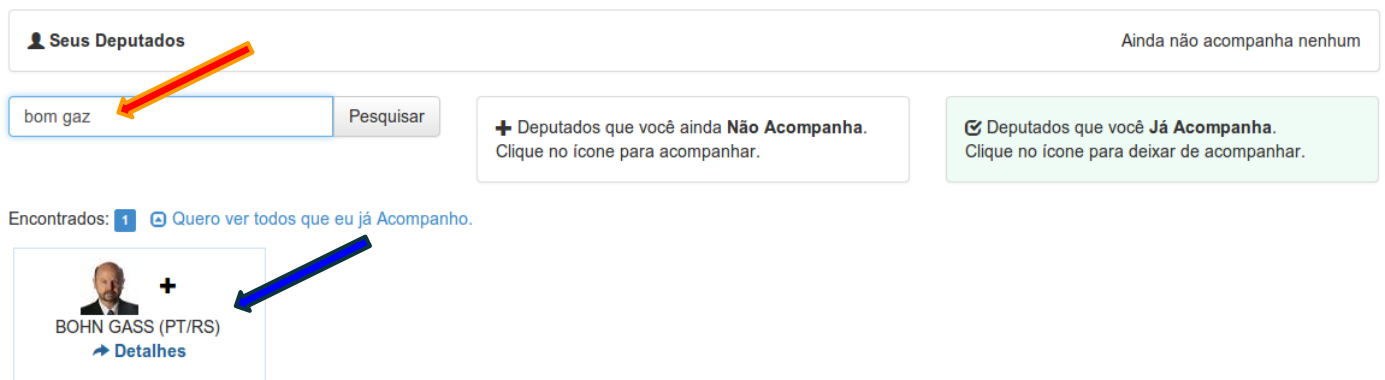 Seus Deputados
Ainda não acompanha nenhum
bom gaz
Pesquisar
Deputados que você ainda Não Acompanha.
Clique no ícone para acompanhar.
Deputados que você Já Acompanha.
Clique no ícone para deixar de acompanhar.
Encontrados: 1 Quero ver todos que eu já Acompanho.
BOHN GASS (PT/RS)
Detalhes